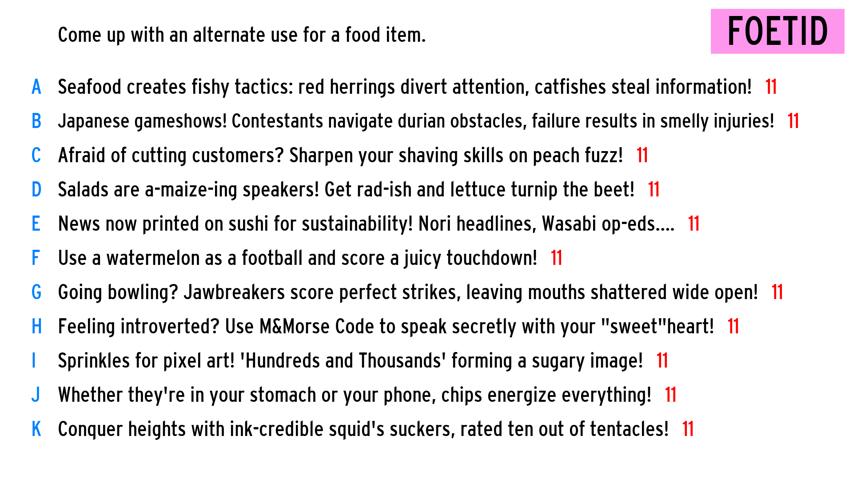 Come up with an alternate use for a food item.
FOETID
A Seafood creates fishy tactics: red herrings divert attention, catfishes steal information! 11
B Japanese gameshows! Contestants navigate durian obstacles, failure results in smelly injuries! 11
C Afraid of cutting customers? Sharpen your shaving skills on peach fuzz! 11
D Salads are a-maize-ing speakers! Get rad-ish and lettuce turnip the beet! 11
E News now printed on sushi for sustainability! Nori headlines, Wasabi op-eds.... 11
F Use a watermelon as a football and score a juicy touchdown! 11
G Going bowling? Jawbreakers score perfect strikes, leaving mouths shattered wide open! 11
H Feeling introverted? Use M&Morse Code to speak secretly with your "sweet"heart! 11
I Sprinkles for pixel art! 'Hundreds and Thousands' forming a sugary image! 11
J Whether they're in your stomach or your phone, chips energize everything! 11
K Conquer heights with ink-credible squid's suckers, rated ten out of tentacles! 11